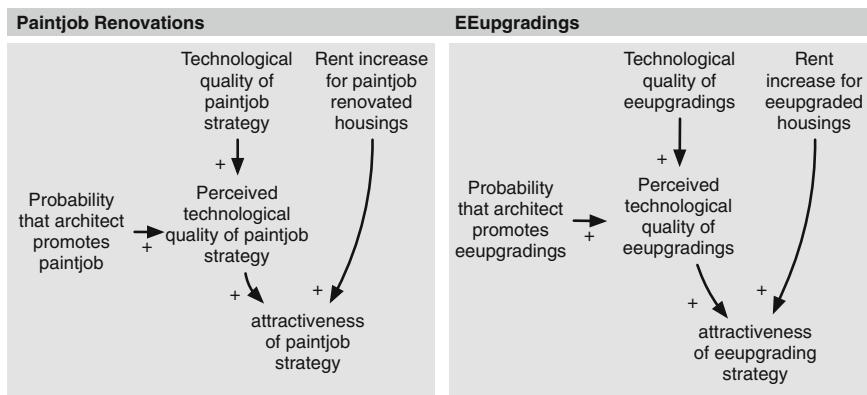 Paintjob Renovations
Technological
quality of
paintjob
strategy
Rent increase
for paintjob
renovated
housings
+
Probability
that architect
promotes
paintjob
+
Perceived
technological
quality of paintjob
strategy
+
+
attractiveness
of paintjob
strategy
EEupgradings
Technological
quality of
eeupgradings
Rent
increase for
eeupgraded
housings
+
Probability
that architect
promotes
eeupgradings
+
Perceived
technological
quality of
eeupgradings
+
+
attractiveness
of eeupgrading
strategy